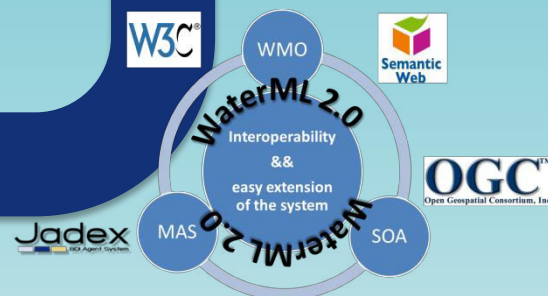 W3C®
WMO
Semantic
Web
WaterML 2.0
Interoperability
&&
easy extension
of the system
OGC™
Open Geospatial Consortium, Inc
Jadex
BDI Agent System
MAS
SOA
WaterML 2.0